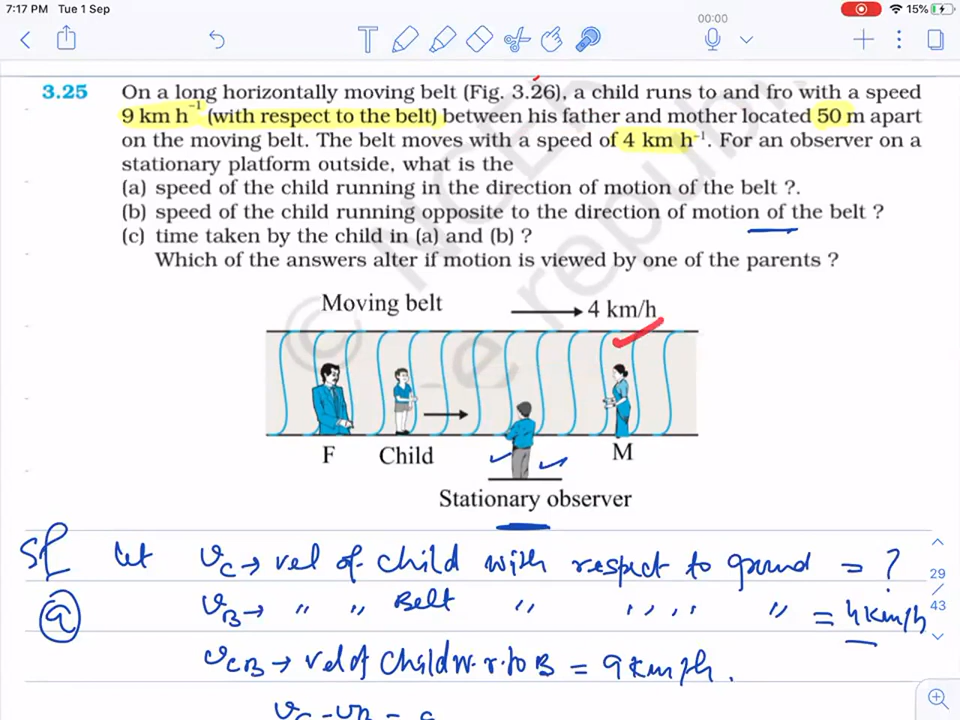 7:17 PM Tue 1 Sep
00:00
15%
3.25 On a long horizontally moving belt (Fig. 3.26), a child runs to and fro with a speed
9 km h⁻¹ (with respect to the belt) between his father and mother located 50 m apart
on the moving belt. The belt moves with a speed of 4 km h⁻¹. For an observer on a
stationary platform outside, what is the
(a) speed of the child running in the direction of motion of the belt ?.
(b) speed of the child running opposite to the direction of motion of the belt ?
(c) time taken by the child in (a) and (b) ?
Which of the answers alter if motion is viewed by one of the parents ?
Moving belt
4 km/h
F
Child
M
Stationary observer
Sol let v_C → vel of child with respect to ground = ?
(a) v_B → " " Belt " " " " = 4km/h
v_CB → vel of Child w.r.to B = 9km/h.
v_C - v_B = 9
29
43